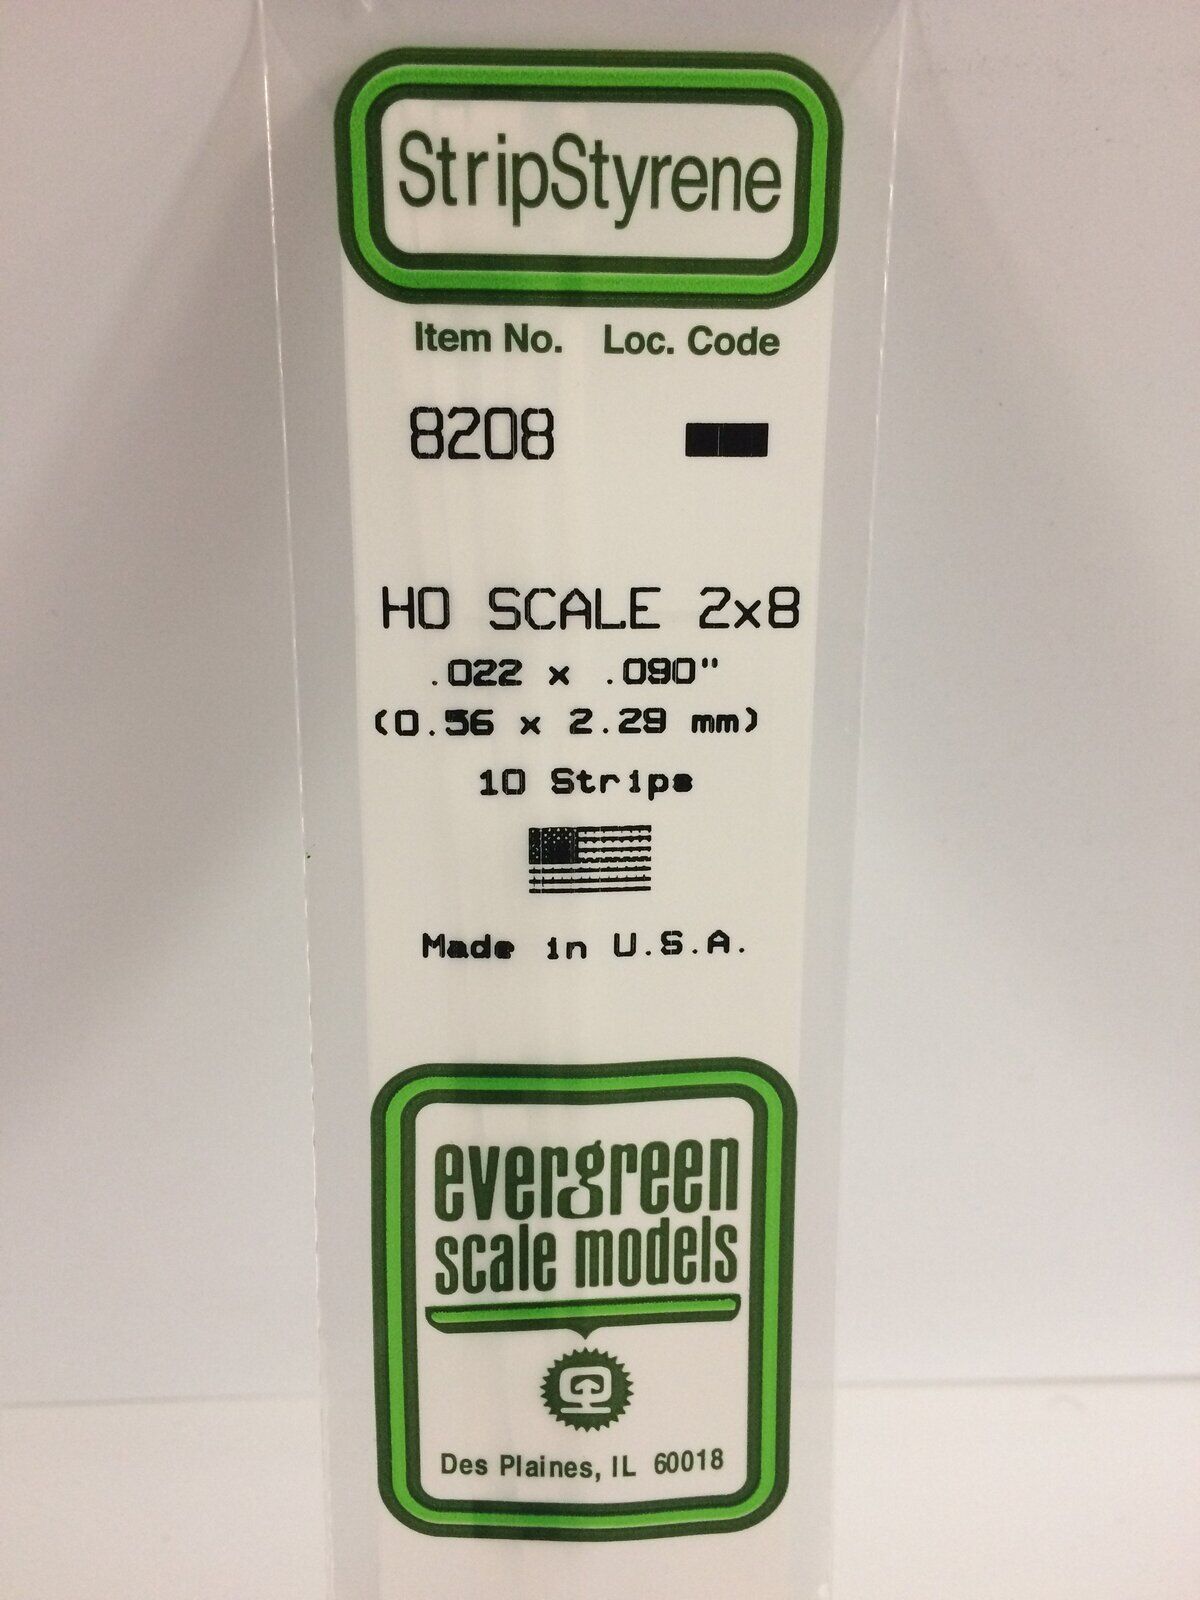 StripStyrene
Item No. Loc. Code
8208
HO SCALE 2x8
.022 x .090"
(0.56 x 2.29 mm)
10 Strips
Made in U.S.A.
evergreen
scale models
Des Plaines, IL 60018